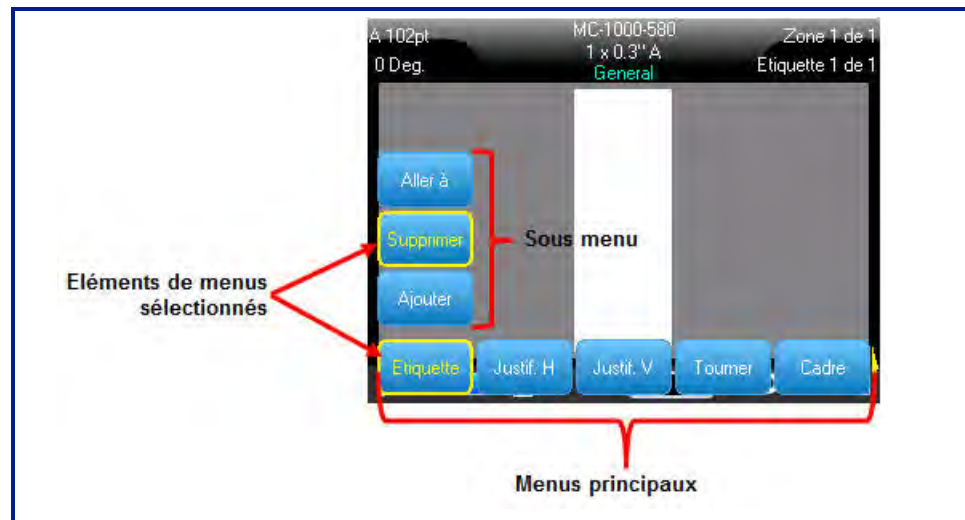 A 102pt
MC-1000-580
Zone 1 de 1
1 x 0.3" A
0 Deg.
General
Etiquette 1 de 1
Aller à
Supprimer
Sous menu
Eléments de menus
sélectionnés
Ajouter
Etiquette
Justif. H
Justif. V
Tourner
Cadre
Menus principaux